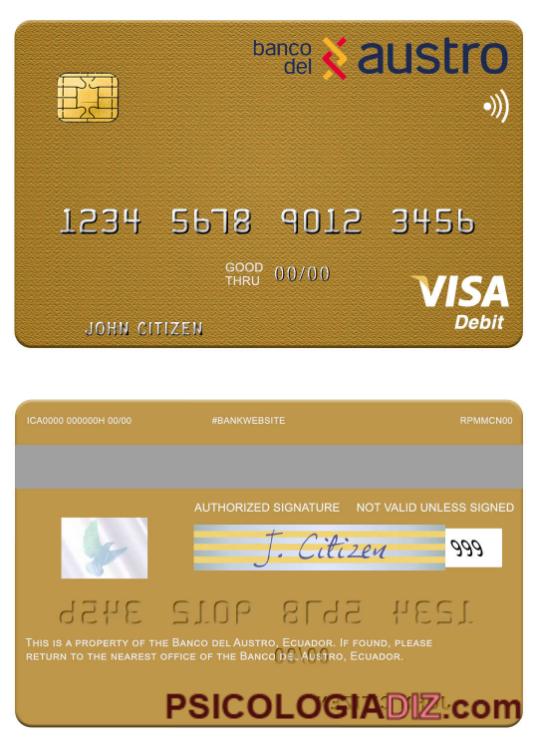 banco del austro
1234 5678 9012 3456
GOOD THRU 00/00
VISA
Debit
JOHN CITIZEN
ICA0000 000000H 00/00 #BANKWEBSITE RPMMCN00
AUTHORIZED SIGNATURE NOT VALID UNLESS SIGNED
J. Citizen 999
THIS IS A PROPERTY OF THE BANCO DEL AUSTRO, ECUADOR. IF FOUND, PLEASE
RETURN TO THE NEAREST OFFICE OF THE BANCO DEL AUSTRO, ECUADOR.
PSICOLOGIADIZ.com